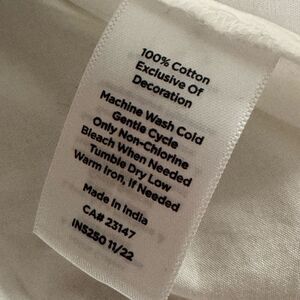 100% Cotton
Exclusive Of
Decoration
Machine Wash Cold
Gentle Cycle
Only Non-Chlorine
Bleach When Needed
Tumble Dry Low
Warm Iron, if Needed
Made in India
CA# 23147
INS250 11/22